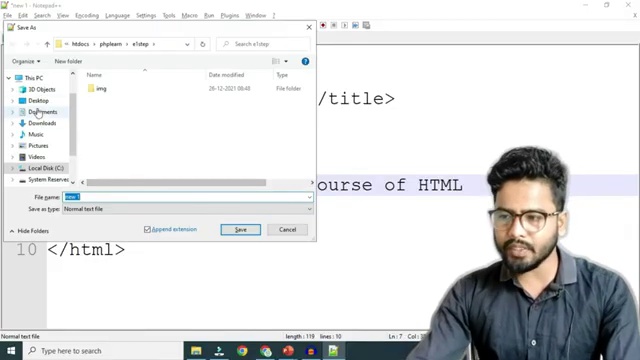 *new 1 - Notepad++
File Edit Search View Encoding Language Settings Tools Macro Run Plugins Window ?
Save As
htdocs > phplearn > e1step >
Search e1step
Organize
New folder
Name
Date modified
Type
This PC
3D Objects
Desktop
Documents
Downloads
Music
Pictures
Videos
Local Disk (C:)
System Reserved
img
26-12-2021 08:48
File folder
File name:
new 1
Save as type:
Normal text file
Hide Folders
Append extension
Save
Cancel
/title>
ourse of HTML
10 </html>
Normal text file
length : 119 lines : 10
Ln : 7
Type here to search